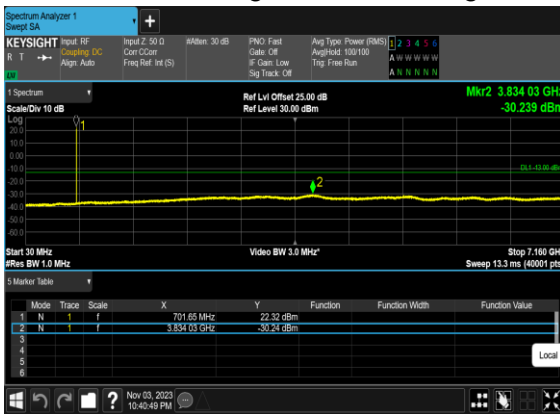 Spectrum Analyzer 1
Swept SA
+
KEYSIGHT Input: RF Input Z: 50 Ω #Atten: 30 dB PNO: Fast Avg Type: Power (RMS) 1 2 3 4 5 6
R T Coupling: DC Corr CCorr Gate: Off Avg|Hold: 100/100 A W W W W W
Align: Auto Freq Ref: Int (S) IF Gain: Low Trig: Free Run
LV Sig Track: Off A N N N N N
1 Spectrum Ref Lvl Offset 25.00 dB Mkr2 3.834 03 GHz
Scale/Div 10 dB Ref Level 30.00 dBm -30.239 dBm
Log
1
20.0
10.0
0.00
-10.0
DL1 -13.00 dBm
-20.0
2
-30.0
-40.0
-50.0
-60.0
Start 30 MHz Video BW 3.0 MHz* Stop 7.160 GHz
#Res BW 1.0 MHz Sweep 13.3 ms (40001 pts
5 Marker Table
Mode Trace Scale X Y Function Function Width Function Value
1 N 1 f 701.65 MHz 22.32 dBm
2 N 1 f 3.834 03 GHz -30.24 dBm
3
4
5
6
Local
? Nov 03, 2023
10:40:49 PM